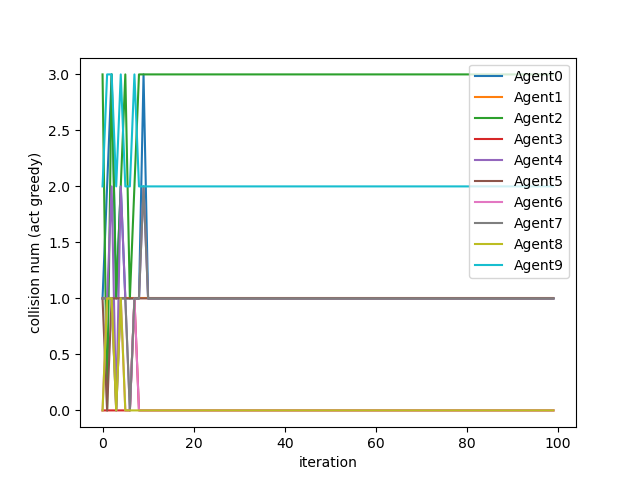 3.0
2.5
2.0
1.5
1.0
0.5
0.0
collision num (act greedy)
Agent0
Agent1
Agent2
Agent3
Agent4
Agent5
Agent6
Agent7
Agent8
Agent9
0 20 40 60 80 100
iteration